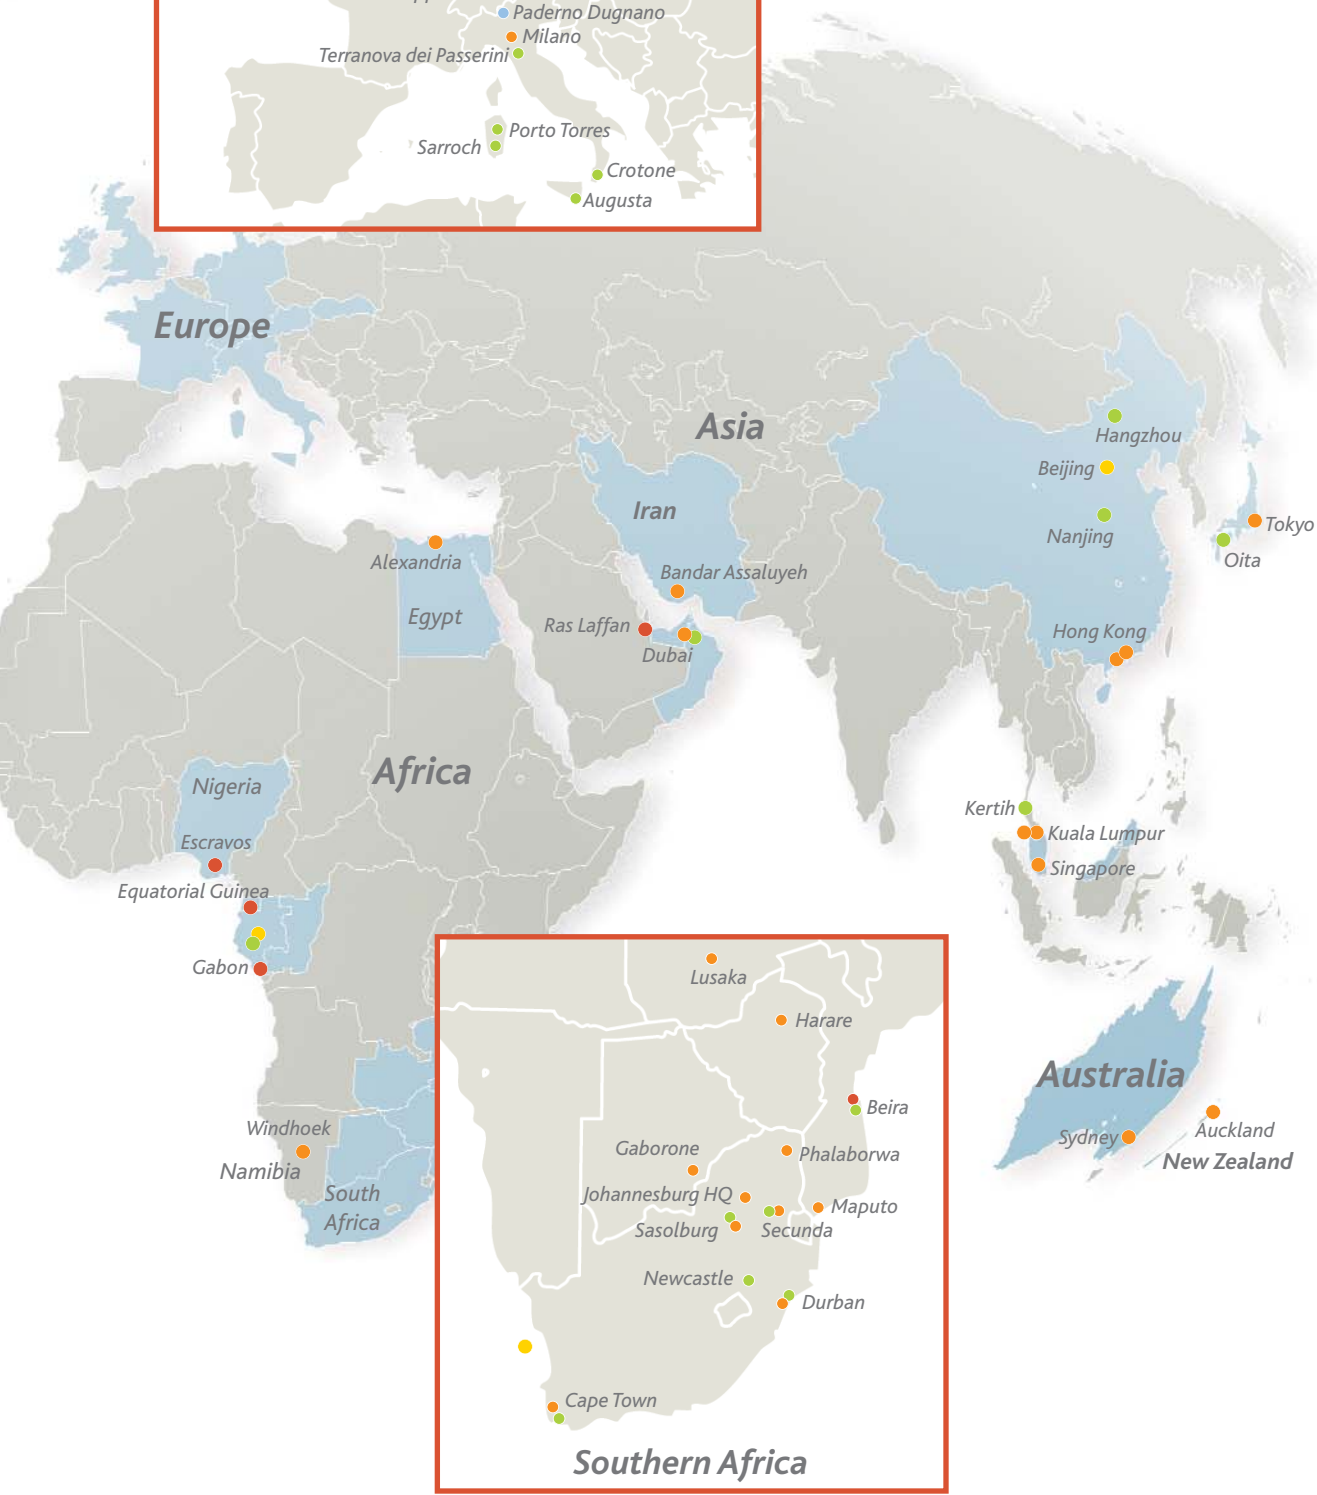 Paderno Dugnano
Milano
Terranova dei Passerini
Porto Torres
Sarroch
Crotone
Augusta
Europe
Asia
Hangzhou
Beijing
Iran
Nanjing
Tokyo
Oita
Alexandria
Bandar Assaluyeh
Egypt
Ras Laffan
Dubai
Hong Kong
Africa
Nigeria
Kertih
Kuala Lumpur
Escravos
Singapore
Equatorial Guinea
Gabon
Lusaka
Harare
Australia
Beira
Windhoek
Auckland
Sydney
Gaborone
Phalaborwa
New Zealand
Namibia
South
Africa
Johannesburg HQ
Maputo
Sasolburg
Secunda
Newcastle
Durban
Cape Town
Southern Africa